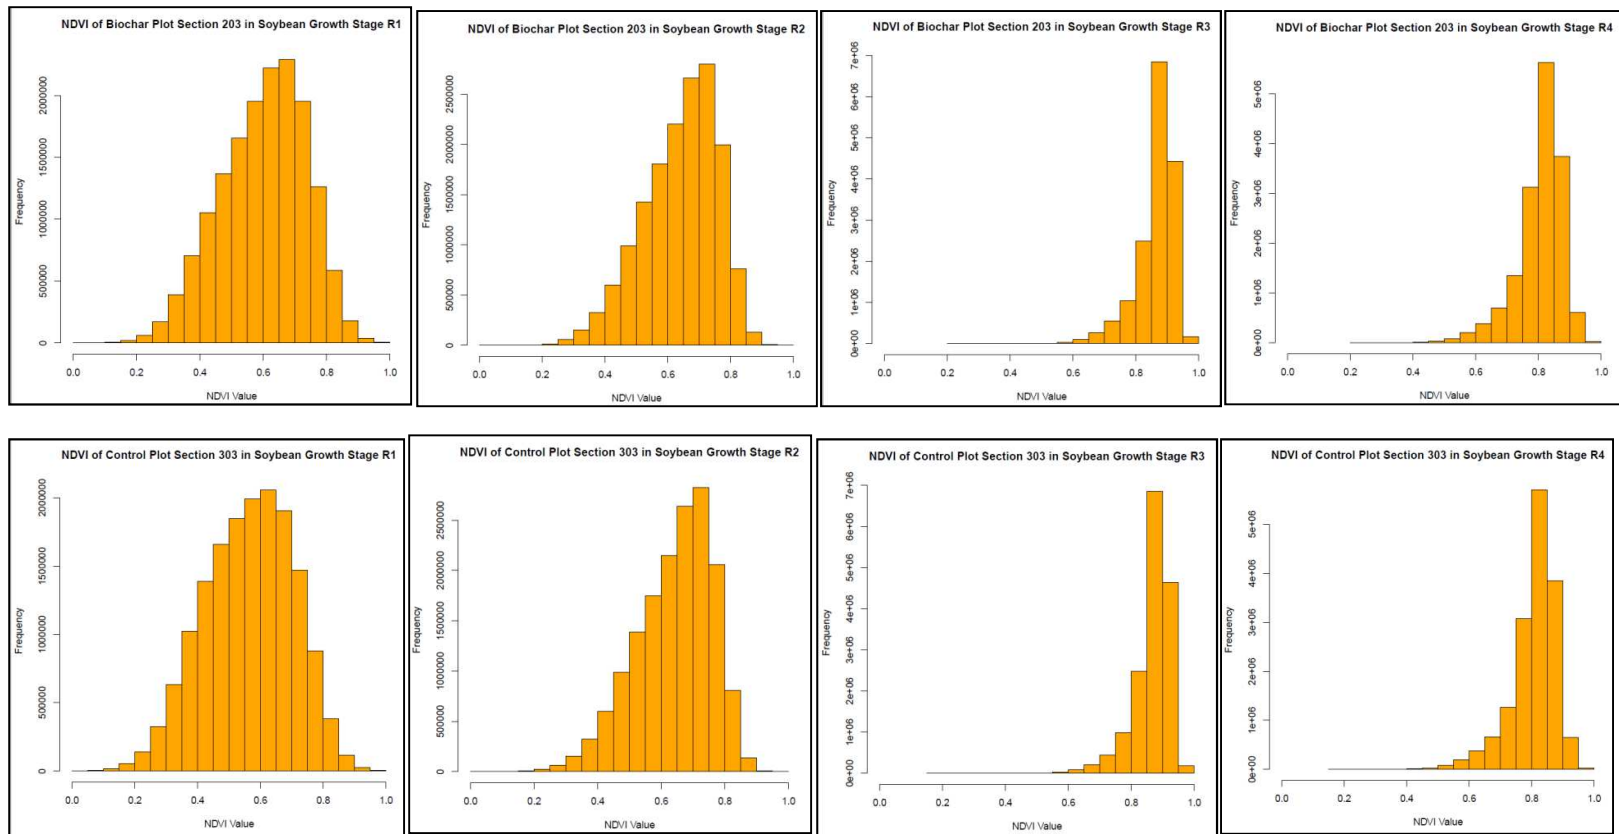 NDVI of Biochar Plot Section 203 in Soybean Growth Stage R1
Frequency
2000000
1500000
1000000
500000
0
0.0 0.2 0.4 0.6 0.8 1.0
NDVI Value
NDVI of Biochar Plot Section 203 in Soybean Growth Stage R2
Frequency
2500000
2000000
1500000
1000000
500000
0
0.0 0.2 0.4 0.6 0.8 1.0
NDVI Value
NDVI of Biochar Plot Section 203 in Soybean Growth Stage R3
Frequency
7e+06
6e+06
5e+06
4e+06
3e+06
2e+06
1e+06
0e+00
0.0 0.2 0.4 0.6 0.8 1.0
NDVI Value
NDVI of Biochar Plot Section 203 in Soybean Growth Stage R4
Frequency
5e+06
4e+06
3e+06
2e+06
1e+06
0e+00
0.0 0.2 0.4 0.6 0.8 1.0
NDVI Value
NDVI of Control Plot Section 303 in Soybean Growth Stage R1
Frequency
2000000
1500000
1000000
500000
0
0.0 0.2 0.4 0.6 0.8 1.0
NDVI Value
NDVI of Control Plot Section 303 in Soybean Growth Stage R2
Frequency
2500000
2000000
1500000
1000000
500000
0
0.0 0.2 0.4 0.6 0.8 1.0
NDVI Value
NDVI of Control Plot Section 303 in Soybean Growth Stage R3
Frequency
7e+06
6e+06
5e+06
4e+06
3e+06
2e+06
1e+06
0e+00
0.0 0.2 0.4 0.6 0.8 1.0
NDVI Value
NDVI of Control Plot Section 303 in Soybean Growth Stage R4
Frequency
5e+06
4e+06
3e+06
2e+06
1e+06
0e+00
0.0 0.2 0.4 0.6 0.8 1.0
NDVI Value